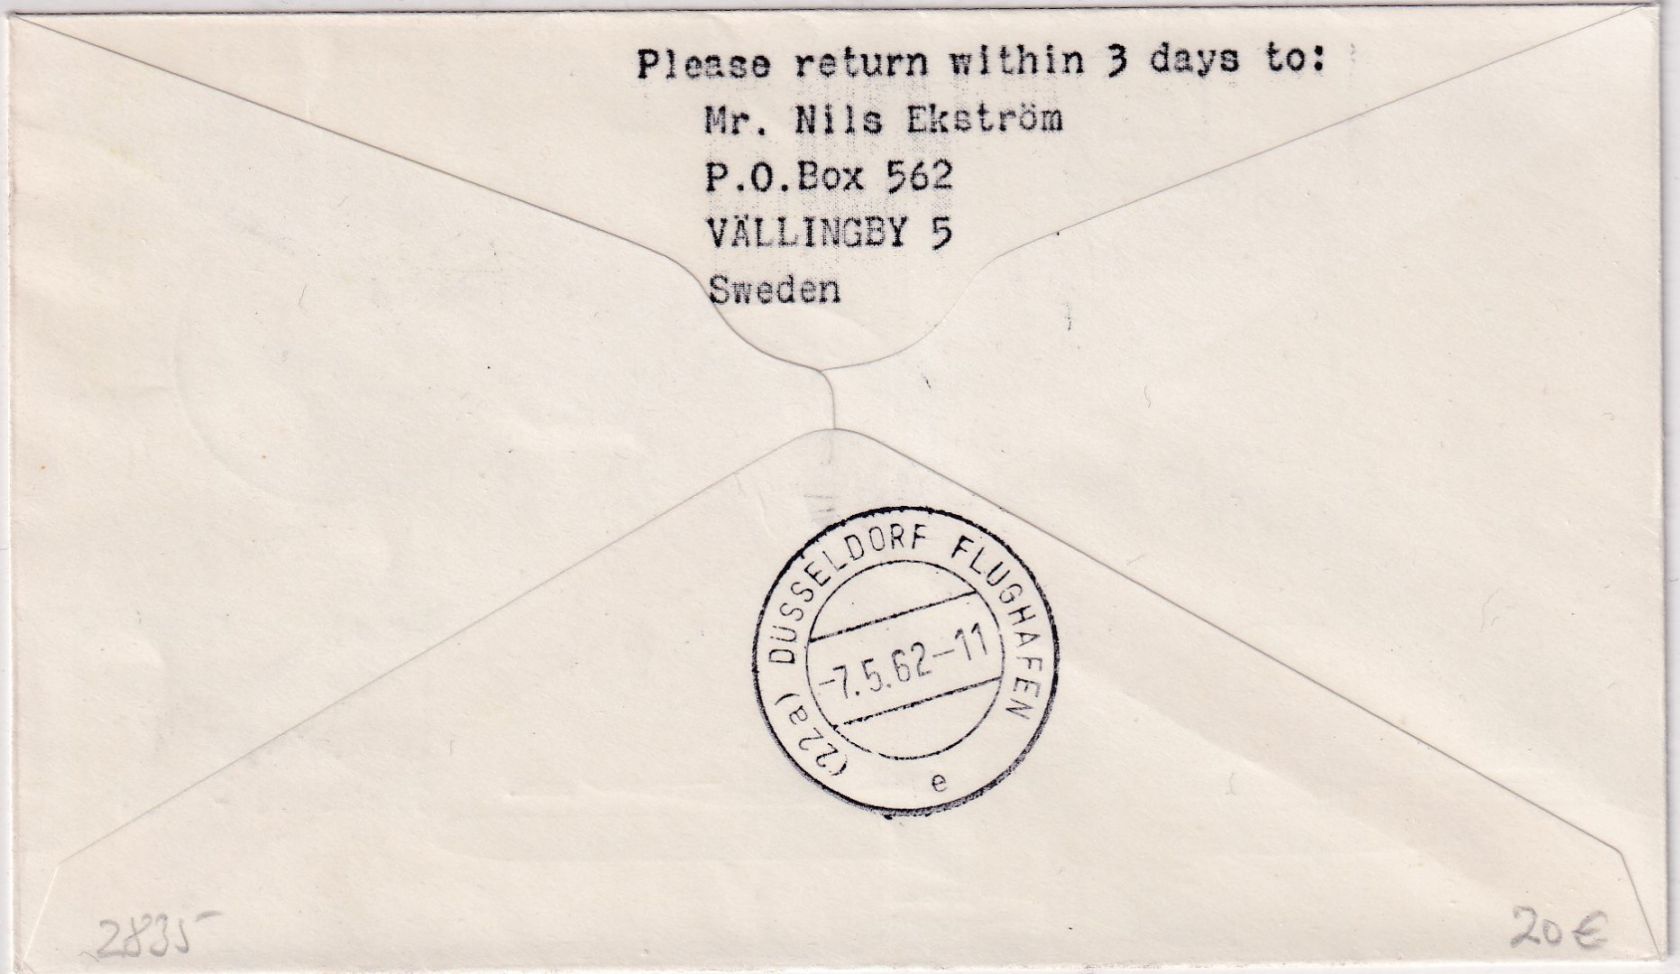 Please return within 3 days to:
Mr. Nils Ekström
P.O.Box 562
VÄLLINGBY 5
Sweden
(22a) DÜSSELDORF FLUGHAFEN
-7.5.62-11
e
2835
20 €